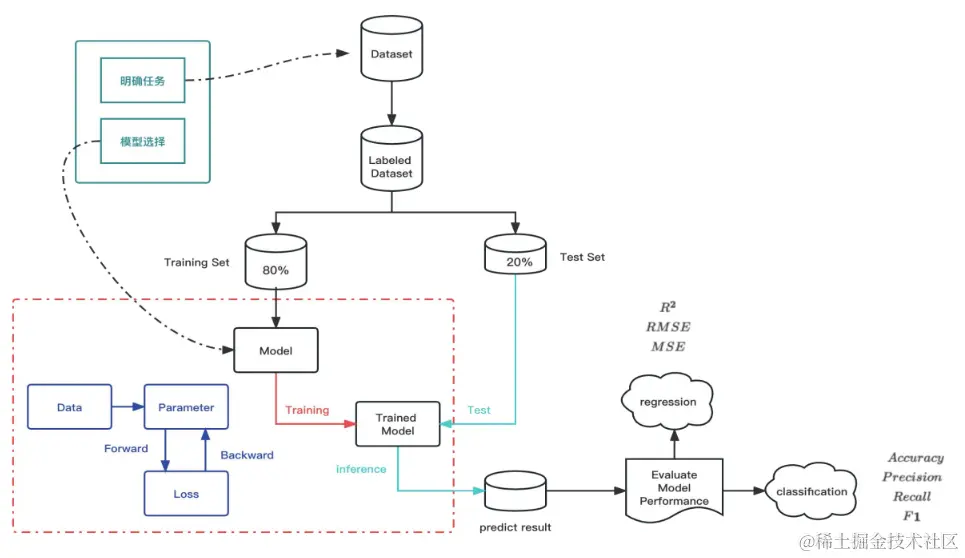 Dataset
明确任务
模型选择
Labeled
Dataset
Training Set
80%
20%
Test Set
R²
RMSE
MSE
Model
regression
Data
Parameter
Training
Trained
Model
Test
Forward
Backward
inference
Loss
predict result
Evaluate
Model
Performance
classification
Accuracy
Precision
Recall
F1
@稀土掘金技术社区